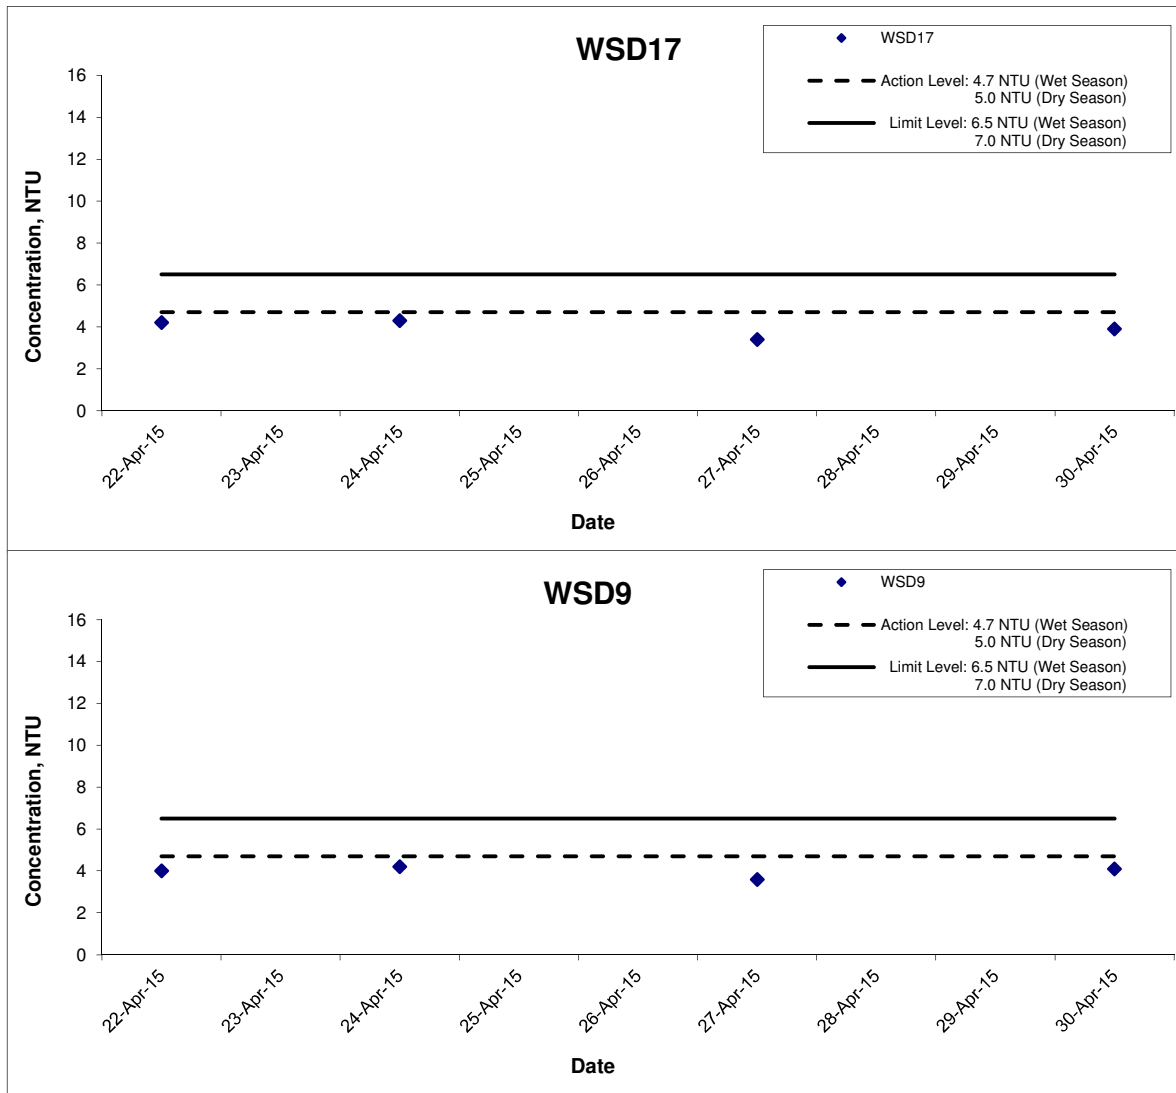 WSD17
WSD17
Action Level: 4.7 NTU (Wet Season)
5.0 NTU (Dry Season)
Limit Level: 6.5 NTU (Wet Season)
7.0 NTU (Dry Season)
Concentration, NTU
16
14
12
10
8
6
4
2
0
22-Apr-15
23-Apr-15
24-Apr-15
25-Apr-15
26-Apr-15
27-Apr-15
28-Apr-15
29-Apr-15
30-Apr-15
Date
WSD9
WSD9
Action Level: 4.7 NTU (Wet Season)
5.0 NTU (Dry Season)
Limit Level: 6.5 NTU (Wet Season)
7.0 NTU (Dry Season)
Concentration, NTU
16
14
12
10
8
6
4
2
0
22-Apr-15
23-Apr-15
24-Apr-15
25-Apr-15
26-Apr-15
27-Apr-15
28-Apr-15
29-Apr-15
30-Apr-15
Date